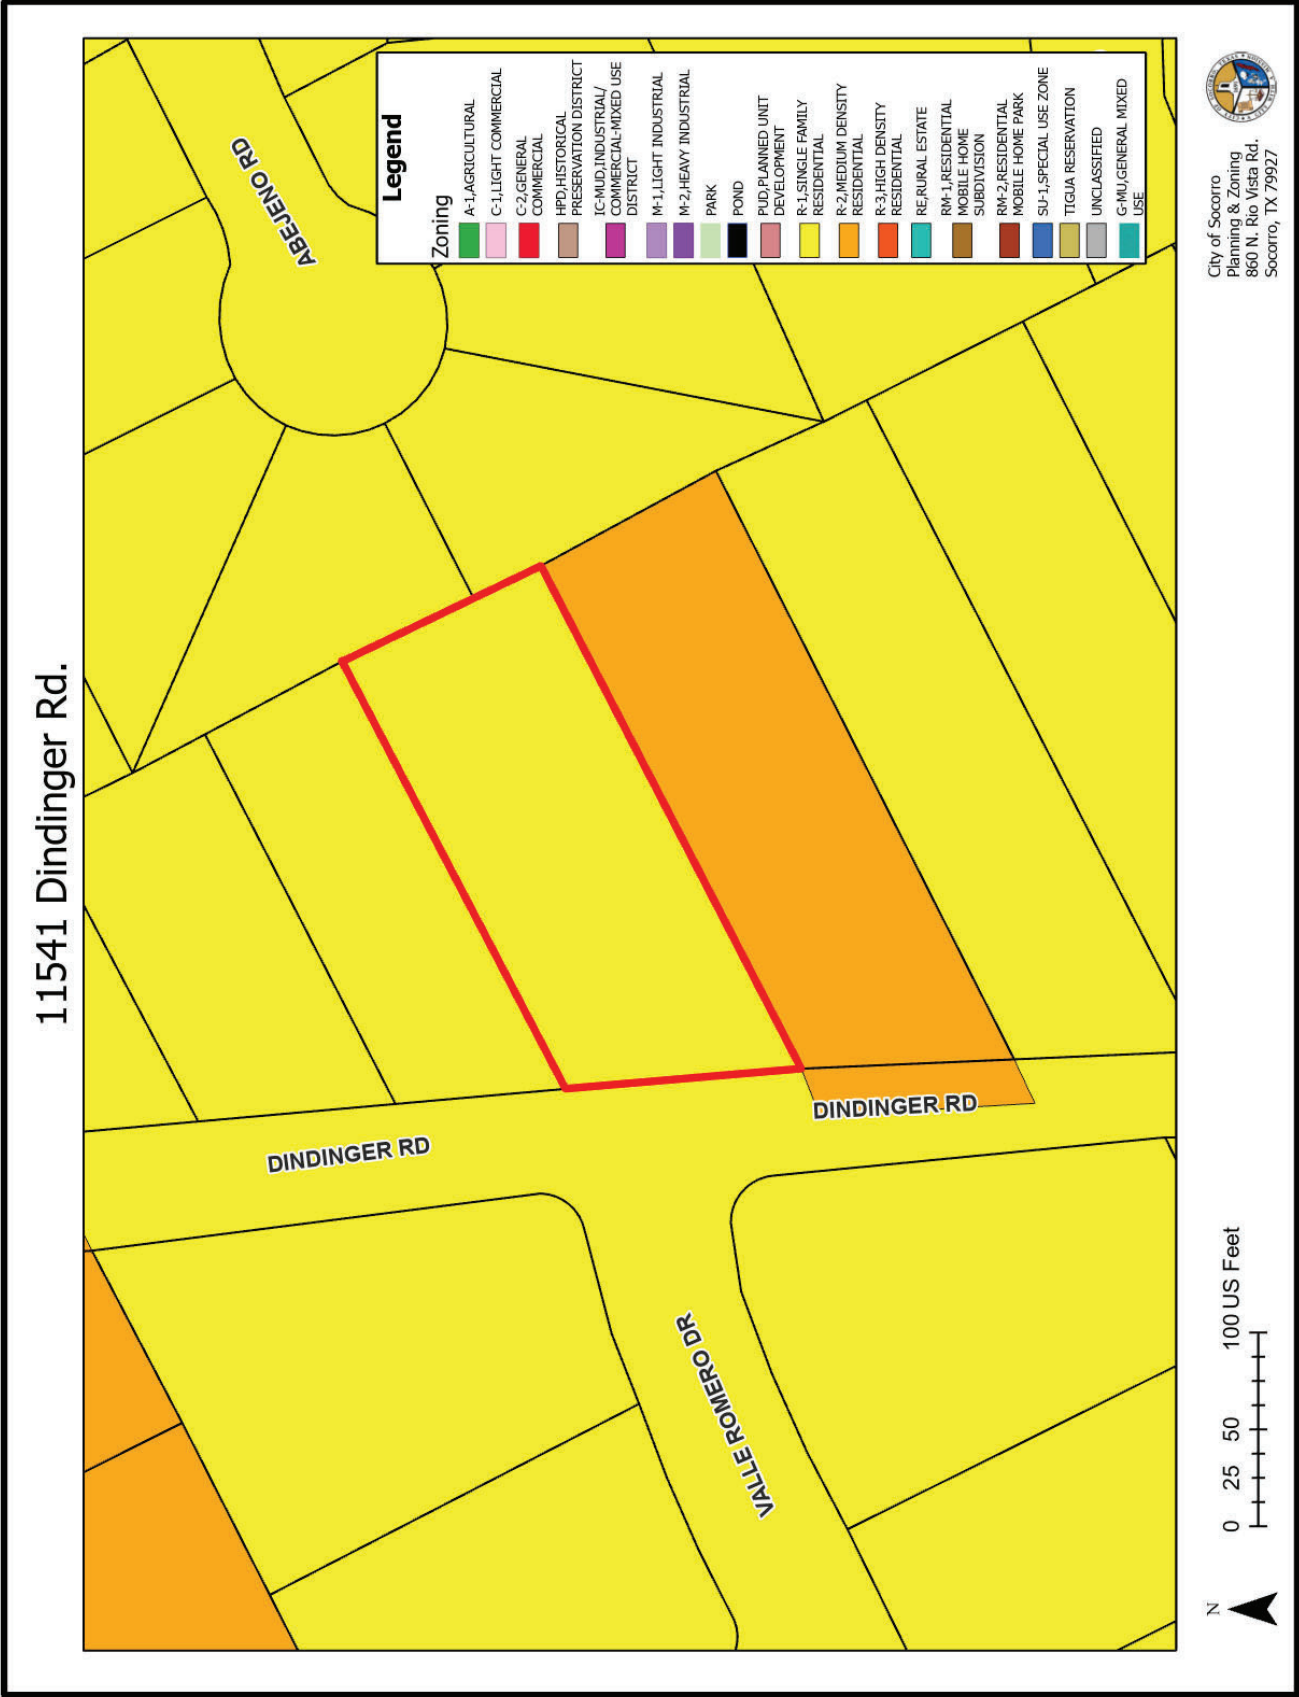 11541 Dindinger Rd.
ABEJENO RD
DINDINGER RD
DINDINGER RD
VALLE ROMERO DR
Legend
Zoning
A-1,AGRICULTURAL
C-1,LIGHT COMMERCIAL
C-2,GENERAL
COMMERCIAL
HPD,HISTORICAL
PRESERVATION DISTRICT
IC-MUD,INDUSTRIAL/
COMMERCIAL-MIXED USE
DISTRICT
M-1,LIGHT INDUSTRIAL
M-2,HEAVY INDUSTRIAL
PARK
POND
PUD,PLANNED UNIT
DEVELOPMENT
R-1,SINGLE FAMILY
RESIDENTIAL
R-2,MEDIUM DENSITY
RESIDENTIAL
R-3,HIGH DENSITY
RESIDENTIAL
RE,RURAL ESTATE
RM-1,RESIDENTIAL
MOBILE HOME
SUBDIVISION
RM-2,RESIDENTIAL
MOBILE HOME PARK
SU-1,SPECIAL USE ZONE
TIGUA RESERVATION
UNCLASSIFIED
G-MU,GENERAL MIXED
USE
N
0 25 50 100 US Feet
City of Socorro
Planning & Zoning
860 N. Rio Vista Rd.
Socorro, TX 79927